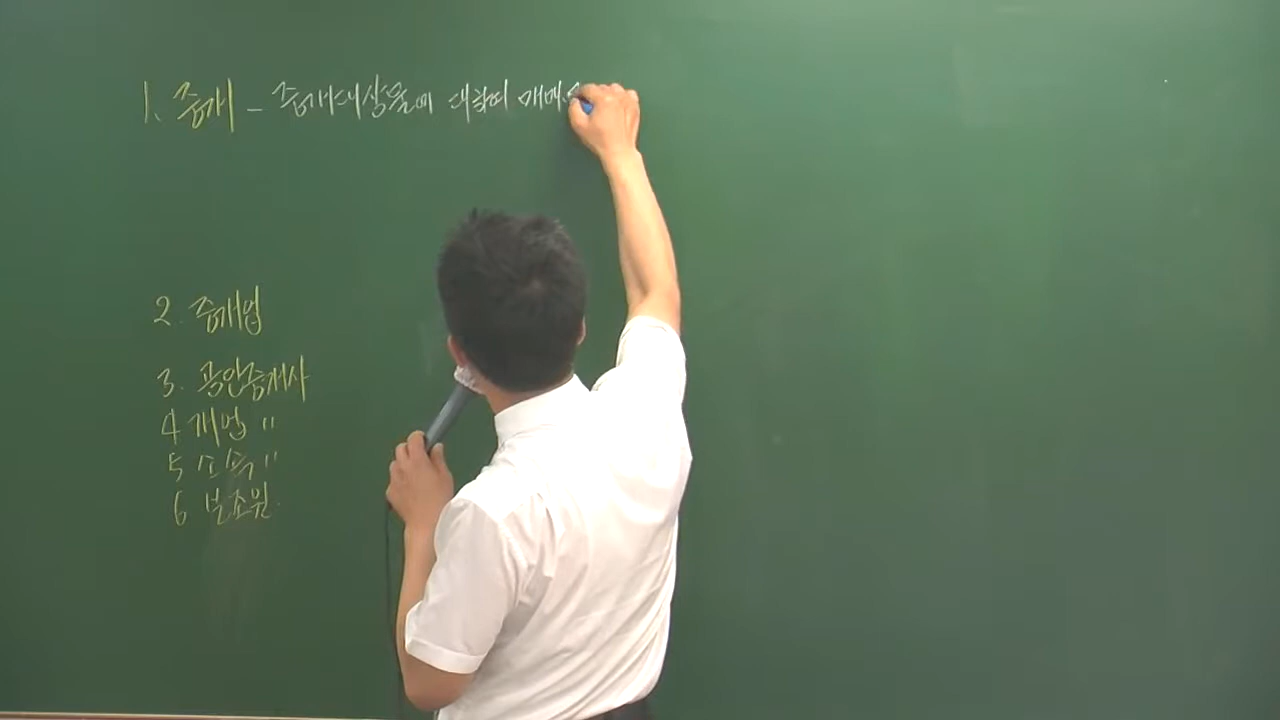 1. 중개 - 중개대상물에 대하여 매매·
2. 중개업
3. 공인중개사
4 개업 "
5 소속 "
6 보조원.